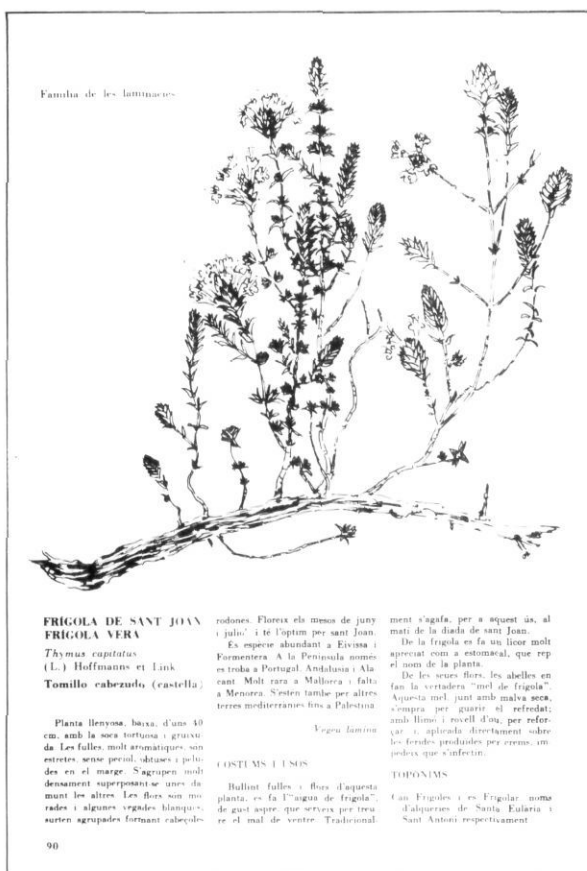 Familia de les laminacies
FRÍGOLA DE SANT JOAN
FRÍGOLA VERA
Thymus capitatus
(L.) Hoffmanns et Link
Tomillo cabezudo (castella)
Planta llenyosa, baixa, d'uns 40
cm, amb la soca tortuosa i gruixu-
da. Les fulles, molt aromàtiques, son
estretes, sense peciol, obtuses i pelu-
des en el marge. S'agrupen molt
densament superposant-se unes da-
munt les altres. Les flors són mo-
rades i algunes vegades blanques,
surten agrupades formant cabeçoles
rodones. Floreix els mesos de juny
i juliol i té l'òptim per sant Joan.
És espècie abundant a Eivissa i
Formentera. A la Península només
es troba a Portugal, Andalusia i Ala-
cant. Molt rara a Mallorca i falta
a Menorca. S'esten també per altres
terres mediterrànies fins a Palestina.
Vegeu làmina
COSTUMS I USOS
Bullint fulles i flors d'aquesta
planta, es fa l'"aigua de frígola",
de gust aspre, que serveix per treu-
re el mal de ventre. Tradicional-
ment s'agafa, per a aquest ús, al
matí de la diada de sant Joan.
De la frígola es fa un licor molt
apreciat com a estomacal, que rep
el nom de la planta.
De les seues flors, les abelles en
fan la vertadera "mel de frígola".
Aquesta mel, junt amb malva seca,
s'empra per guarir el refredat;
amb llimó i rovell d'ou, per refor-
çar i, aplicada directament sobre
les ferides produïdes per crems, im-
pedeix que s'infectin.
TOPÒNIMS
Can Frígoles i es Frigolar, noms
d'alqueries de Santa Eulària i
Sant Antoni respectivament
90